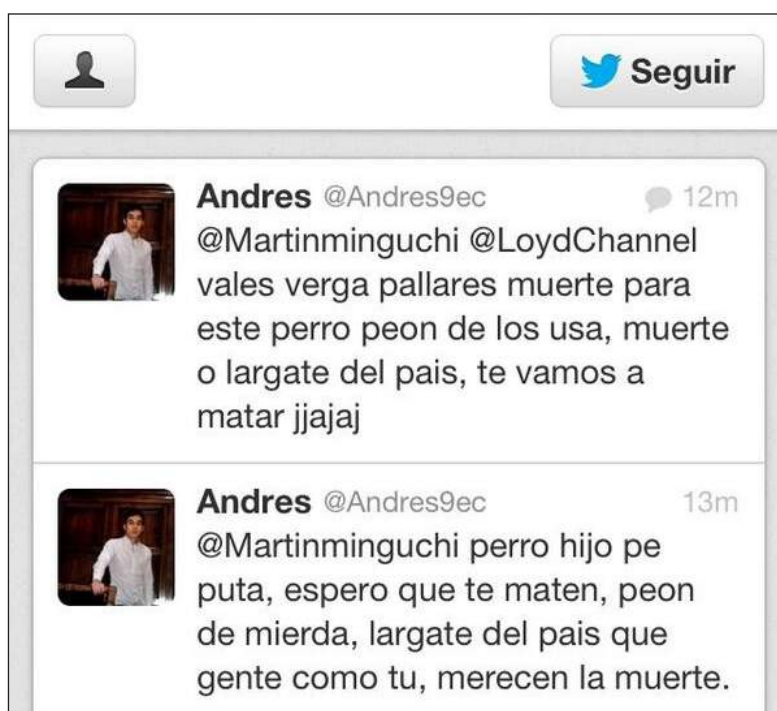 Seguir
Andres @Andres9ec 12m
@Martinminguchi @LoydChannel
vales verga pallares muerte para
este perro peon de los usa, muerte
o largate del pais, te vamos a
matar jjajaj
Andres @Andres9ec 13m
@Martinminguchi perro hijo pe
puta, espero que te maten, peon
de mierda, largate del pais que
gente como tu, merecen la muerte.